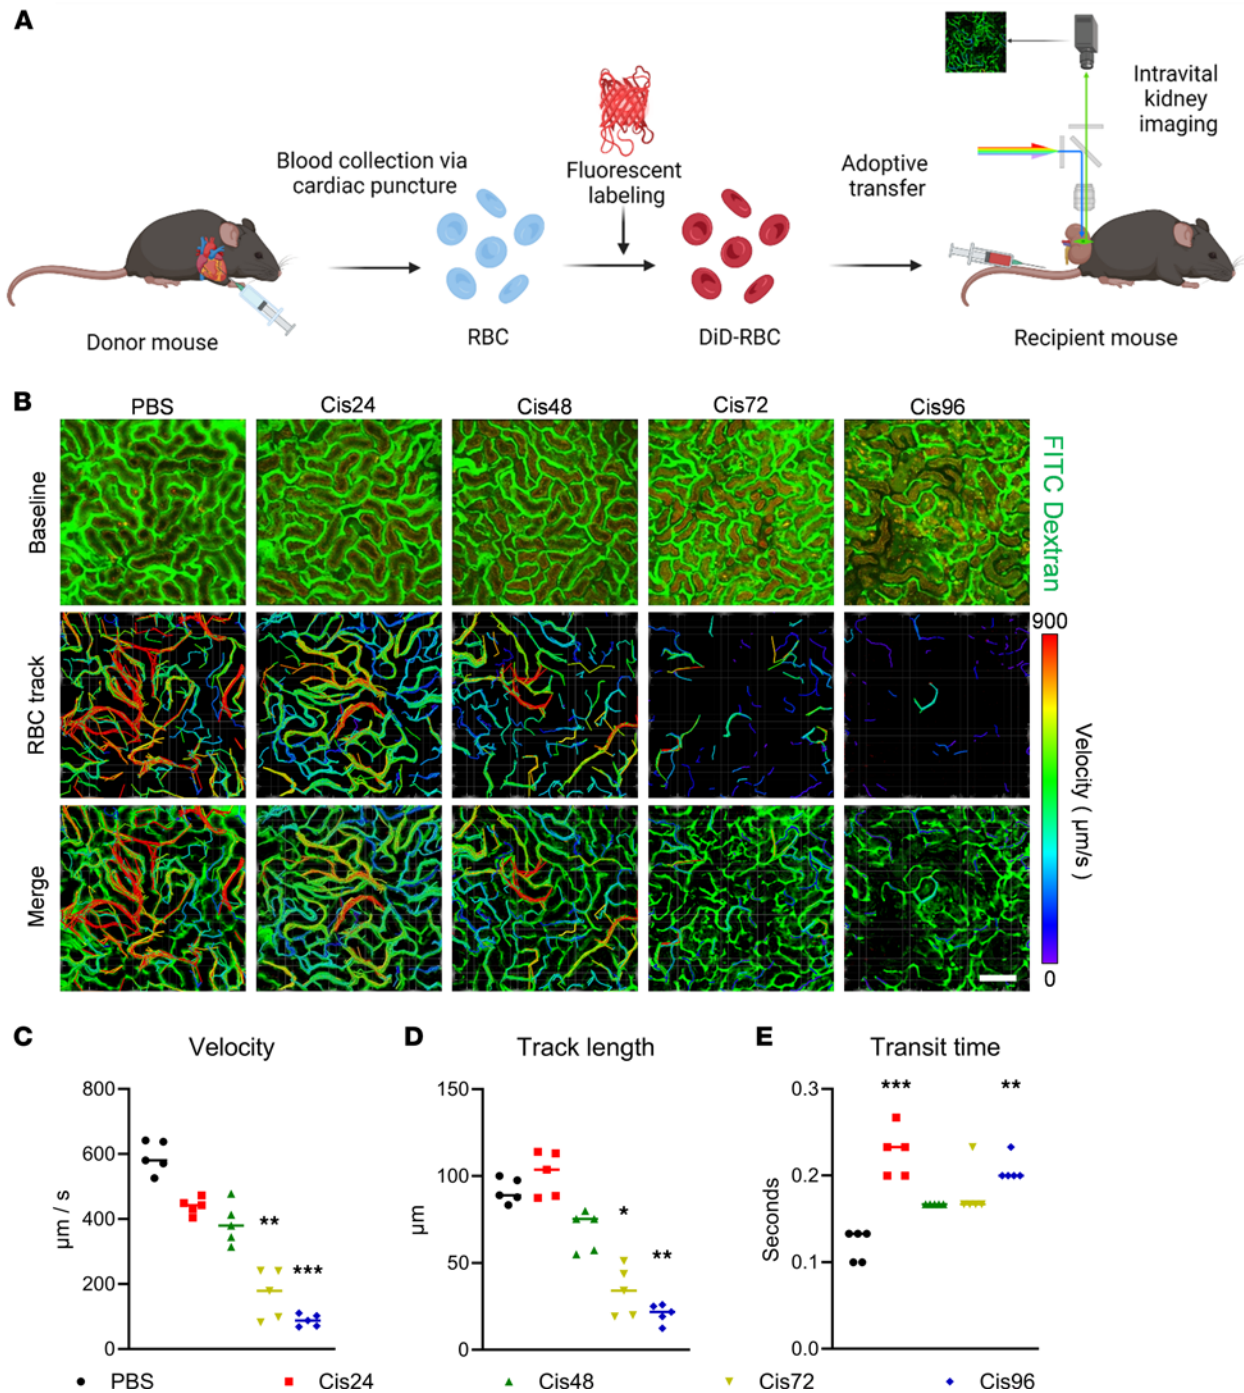 A
Blood collection via
cardiac puncture
Fluorescent
labeling
Adoptive
transfer
Intravital
kidney
imaging
Donor mouse
RBC
DiD-RBC
Recipient mouse
B
PBS
Cis24
Cis48
Cis72
Cis96
Baseline
RBC track
Merge
FITC Dextran
900
Velocity ( µm/s )
0
C
Velocity
800
600
400
200
0
µm / s
**
***
D
Track length
150
100
50
0
µm
*
**
E
Transit time
0.3
0.2
0.1
0.0
Seconds
***
**
PBS
Cis24
Cis48
Cis72
Cis96